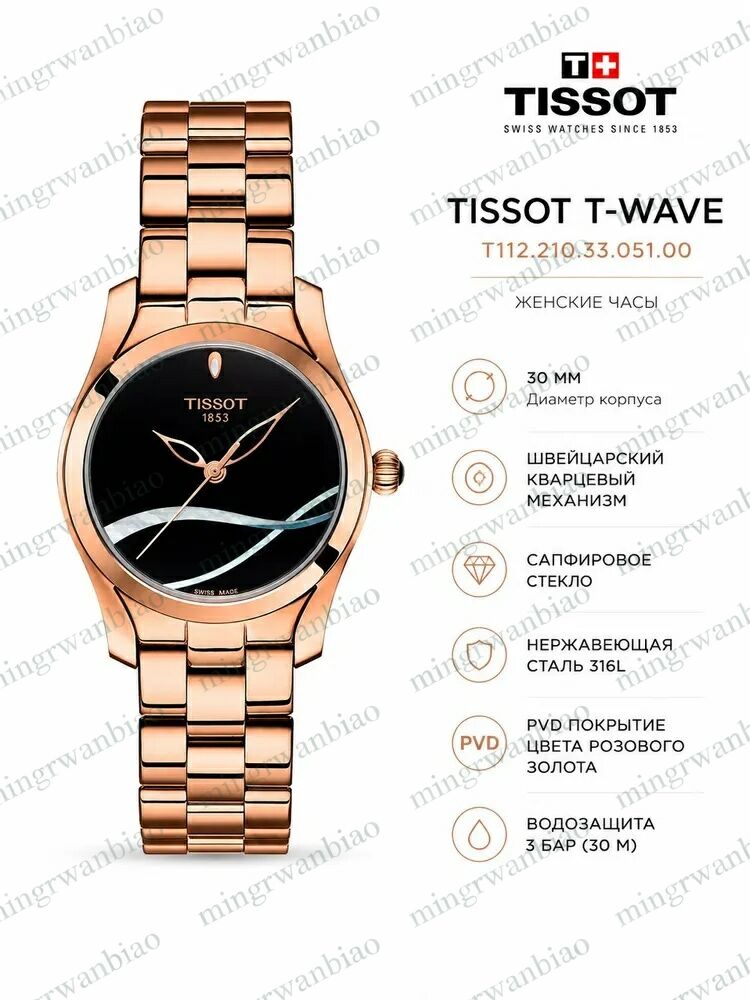 TISSOT
SWISS WATCHES SINCE 1853
TISSOT T-WAVE
T112.210.33.051.00
ЖЕНСКИЕ ЧАСЫ
30 ММ
Диаметр корпуса
ШВЕЙЦАРСКИЙ
КВАРЦЕВЫЙ
МЕХАНИЗМ
САПФИРОВОЕ
СТЕКЛО
НЕРЖАВЕЮЩАЯ
СТАЛЬ 316L
PVD
PVD ПОКРЫТИЕ
ЦВЕТА РОЗОВОГО
ЗОЛОТА
ВОДОЗАЩИТА
3 БАР (30 М)
TISSOT
1853
SWISS MADE
mingrwanbiao